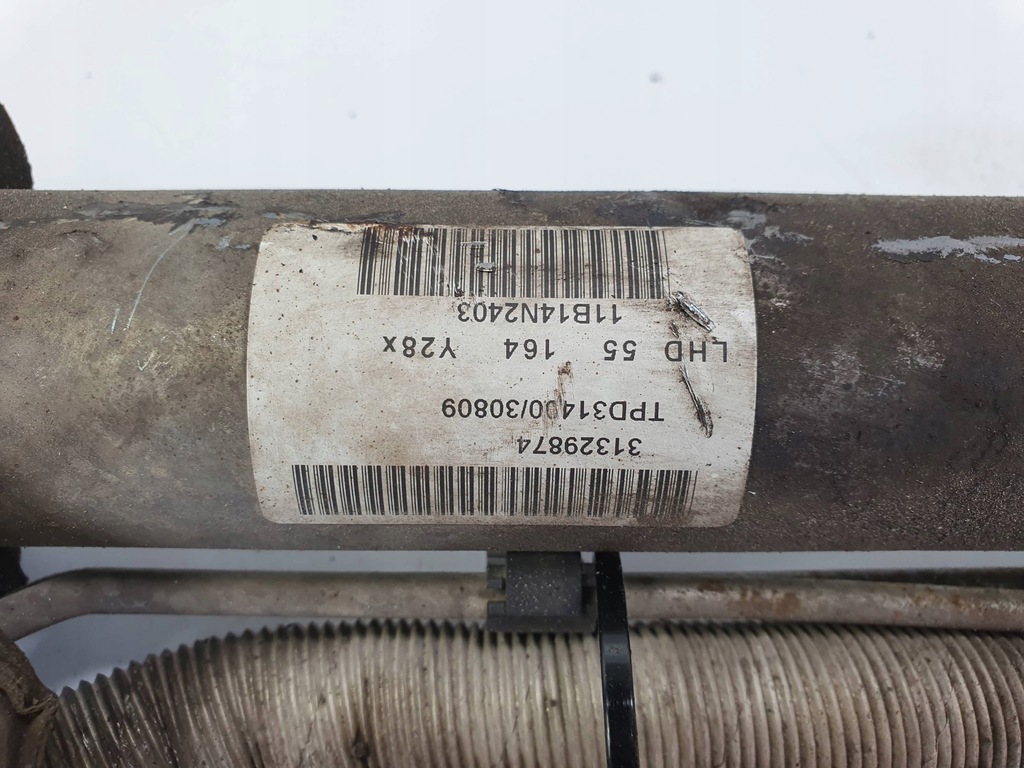 31329874
TPD31400/30809
LHD 55 164 Y28x
11B14N2403